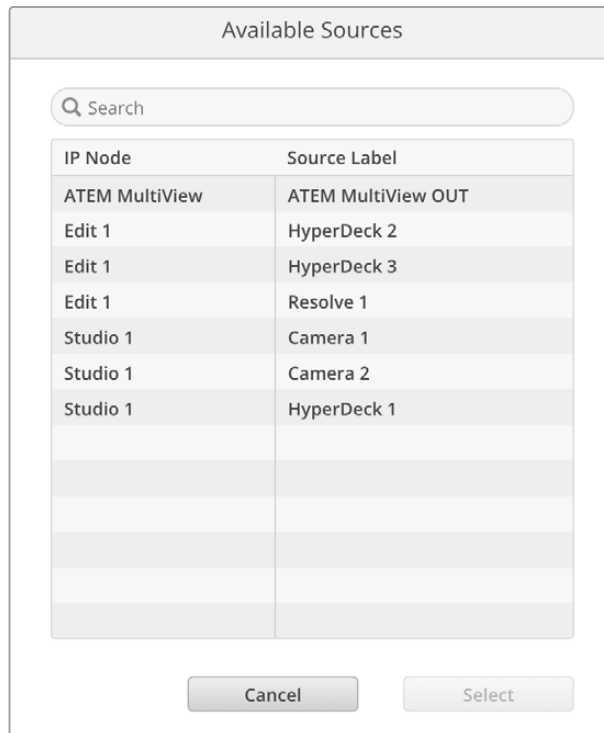 Available Sources
Search
IP Node Source Label
ATEM MultiView ATEM MultiView OUT
Edit 1 HyperDeck 2
Edit 1 HyperDeck 3
Edit 1 Resolve 1
Studio 1 Camera 1
Studio 1 Camera 2
Studio 1 HyperDeck 1
Cancel Select